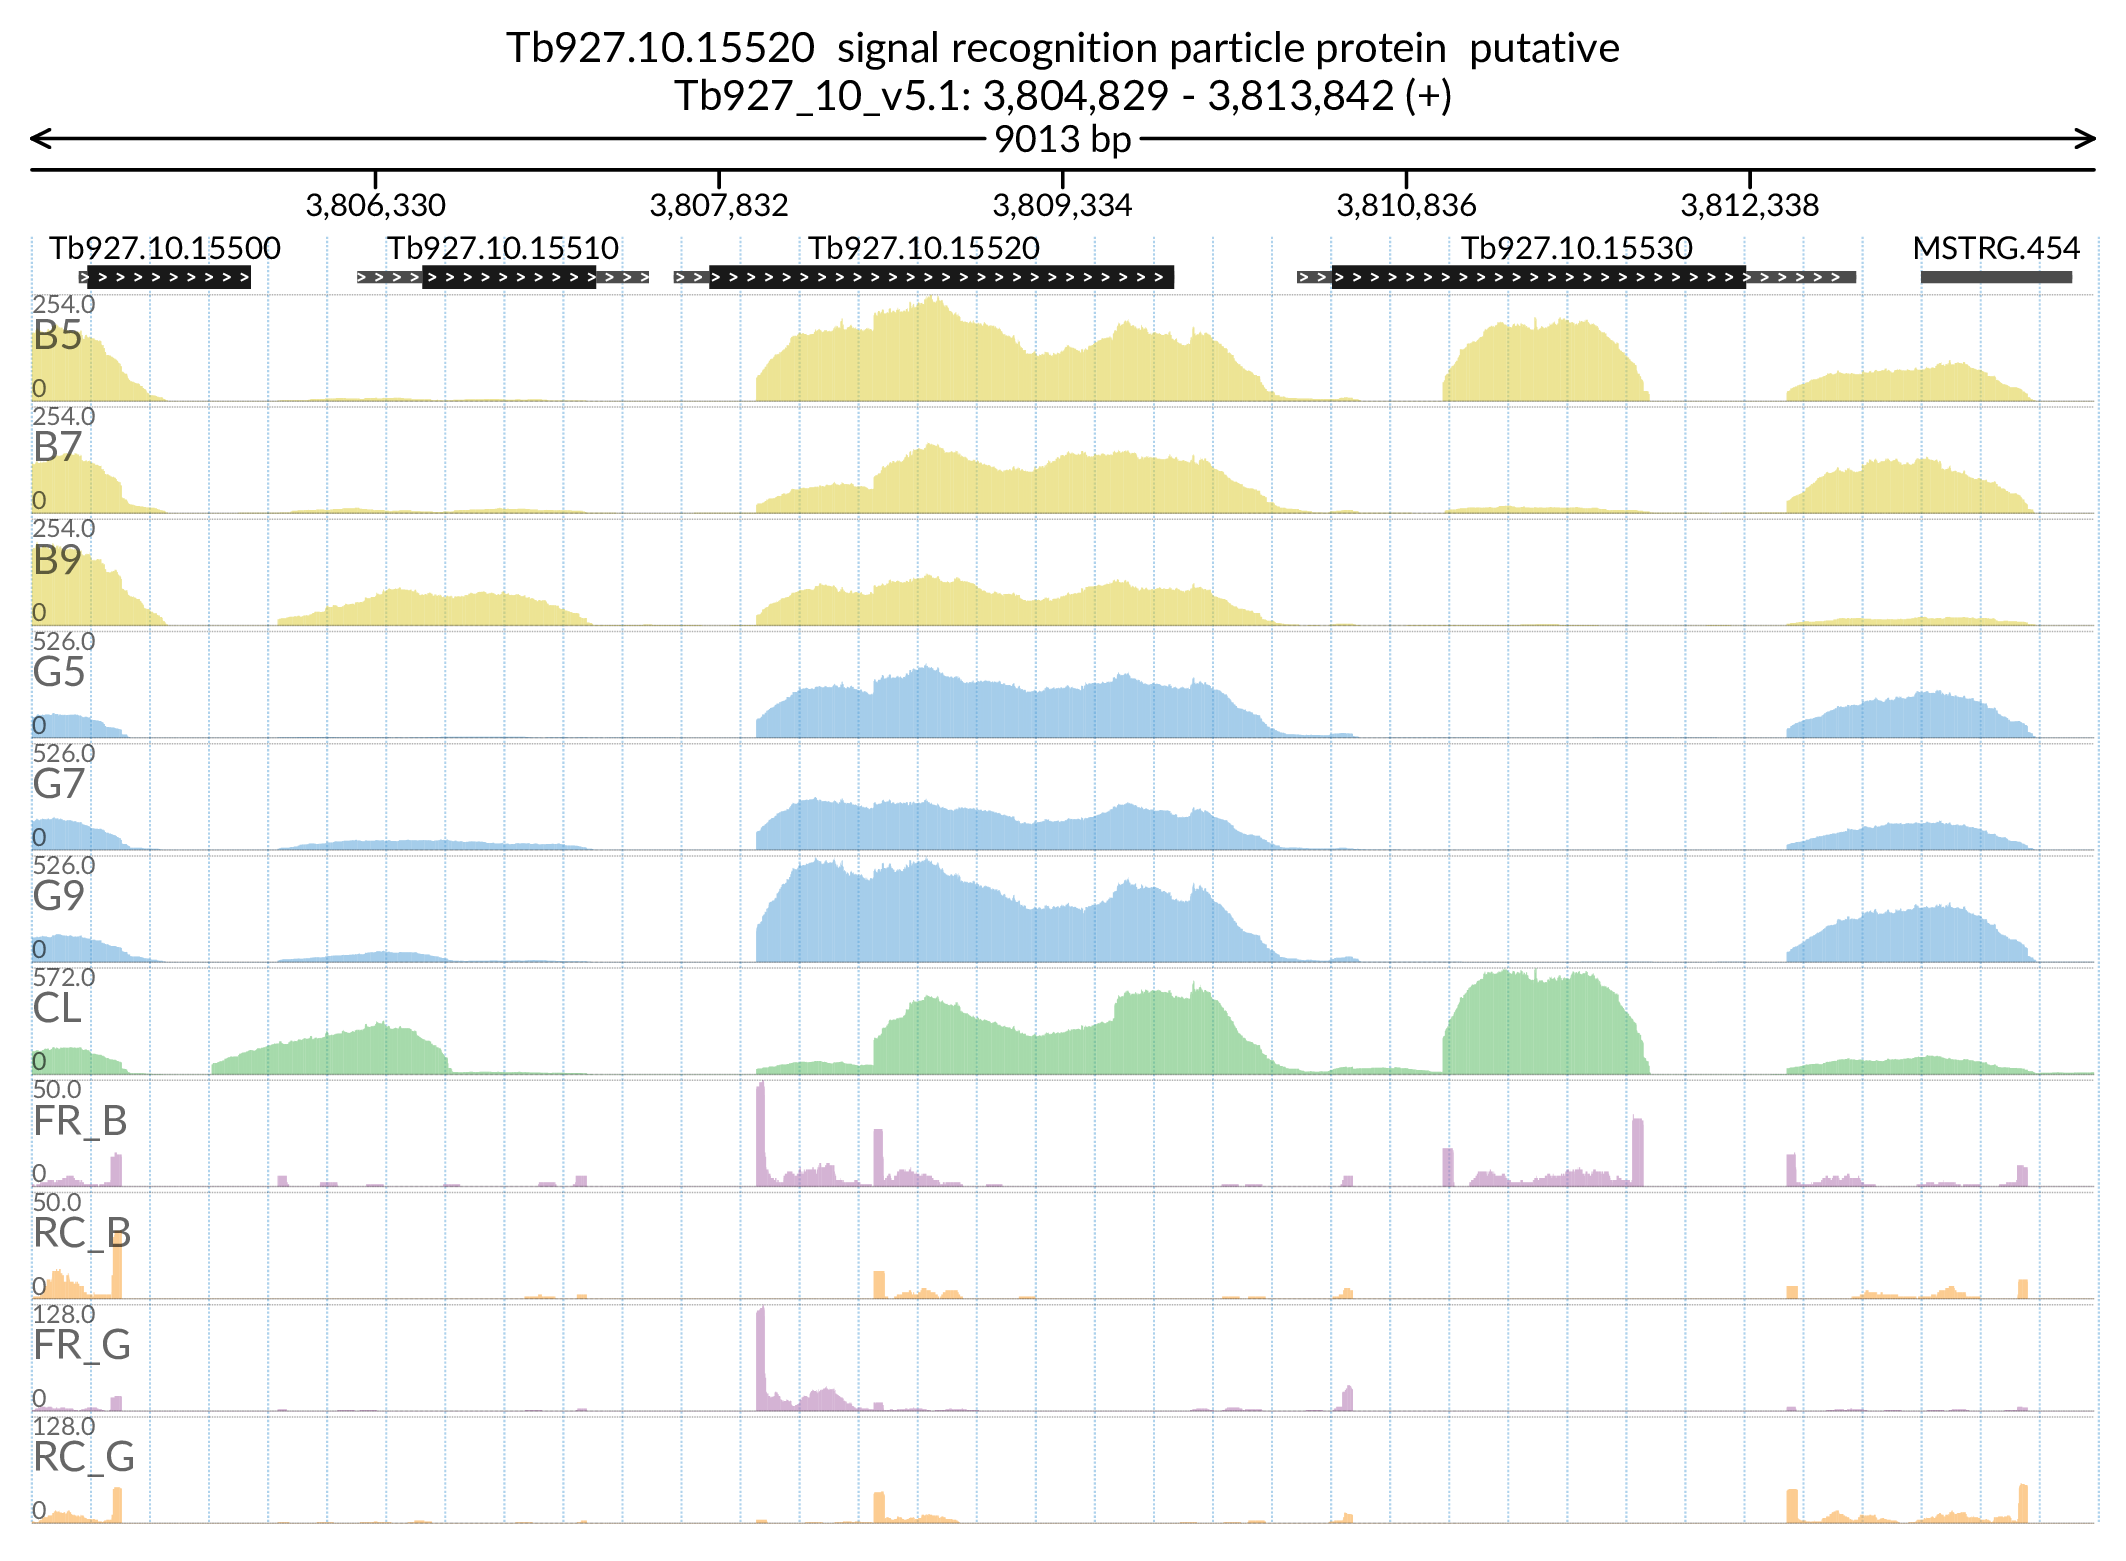 Tb927.10.15520 signal recognition particle protein putative
Tb927_10_v5.1: 3,804,829 - 3,813,842 (+)
9013 bp
3,806,330 3,807,832 3,809,334 3,810,836 3,812,338
Tb927.10.15500 Tb927.10.15510 Tb927.10.15520 Tb927.10.15530 MSTRG.454
254.0
B5
0
254.0
B7
0
254.0
B9
0
526.0
G5
0
526.0
G7
0
526.0
G9
0
572.0
CL
0
50.0
FR_B
0
50.0
RC_B
0
128.0
FR_G
0
128.0
RC_G
0